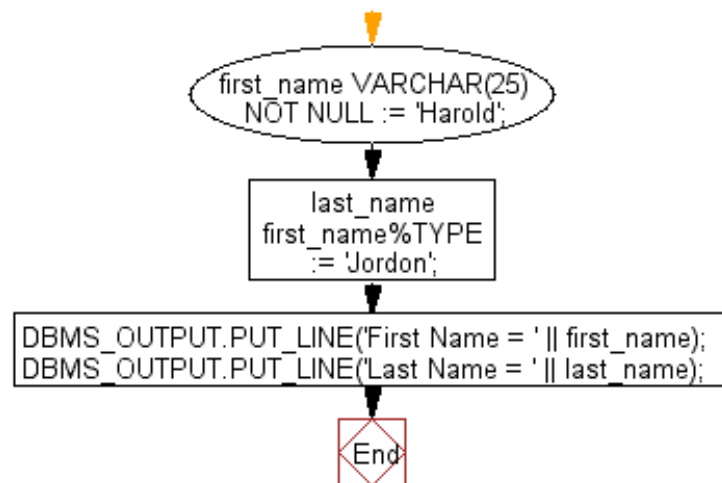 first_name VARCHAR(25)
NOT NULL := 'Harold';
last_name
first_name%TYPE
:= 'Jordon';
DBMS_OUTPUT.PUT_LINE('First Name = ' || first_name);
DBMS_OUTPUT.PUT_LINE('Last Name = ' || last_name);
End